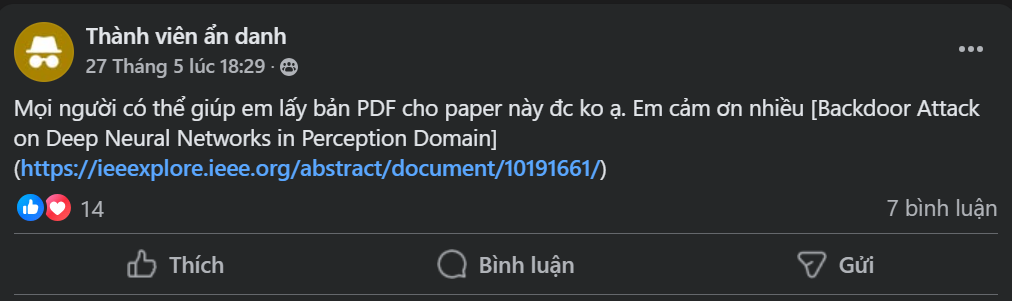 Thành viên ẩn danh
27 Tháng 5 lúc 18:29 ·
Mọi người có thể giúp em lấy bản PDF cho paper này đc ko ạ. Em cảm ơn nhiều [Backdoor Attack
on Deep Neural Networks in Perception Domain]
(https://ieeexplore.ieee.org/abstract/document/10191661/)
14
7 bình luận
Thích
Bình luận
Gửi